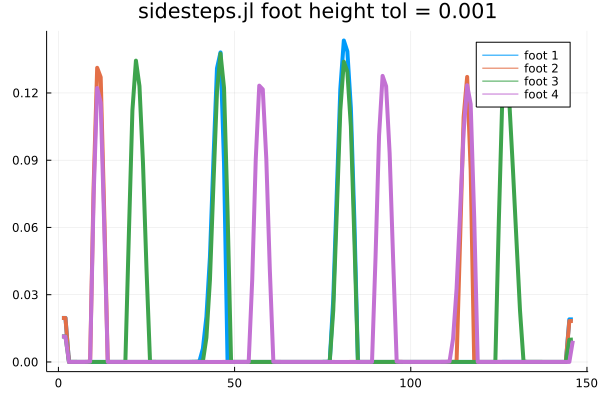 sidesteps.jl foot height tol = 0.001
foot 1
foot 2
foot 3
foot 4
0.12
0.09
0.06
0.03
0.00
0 50 100 150